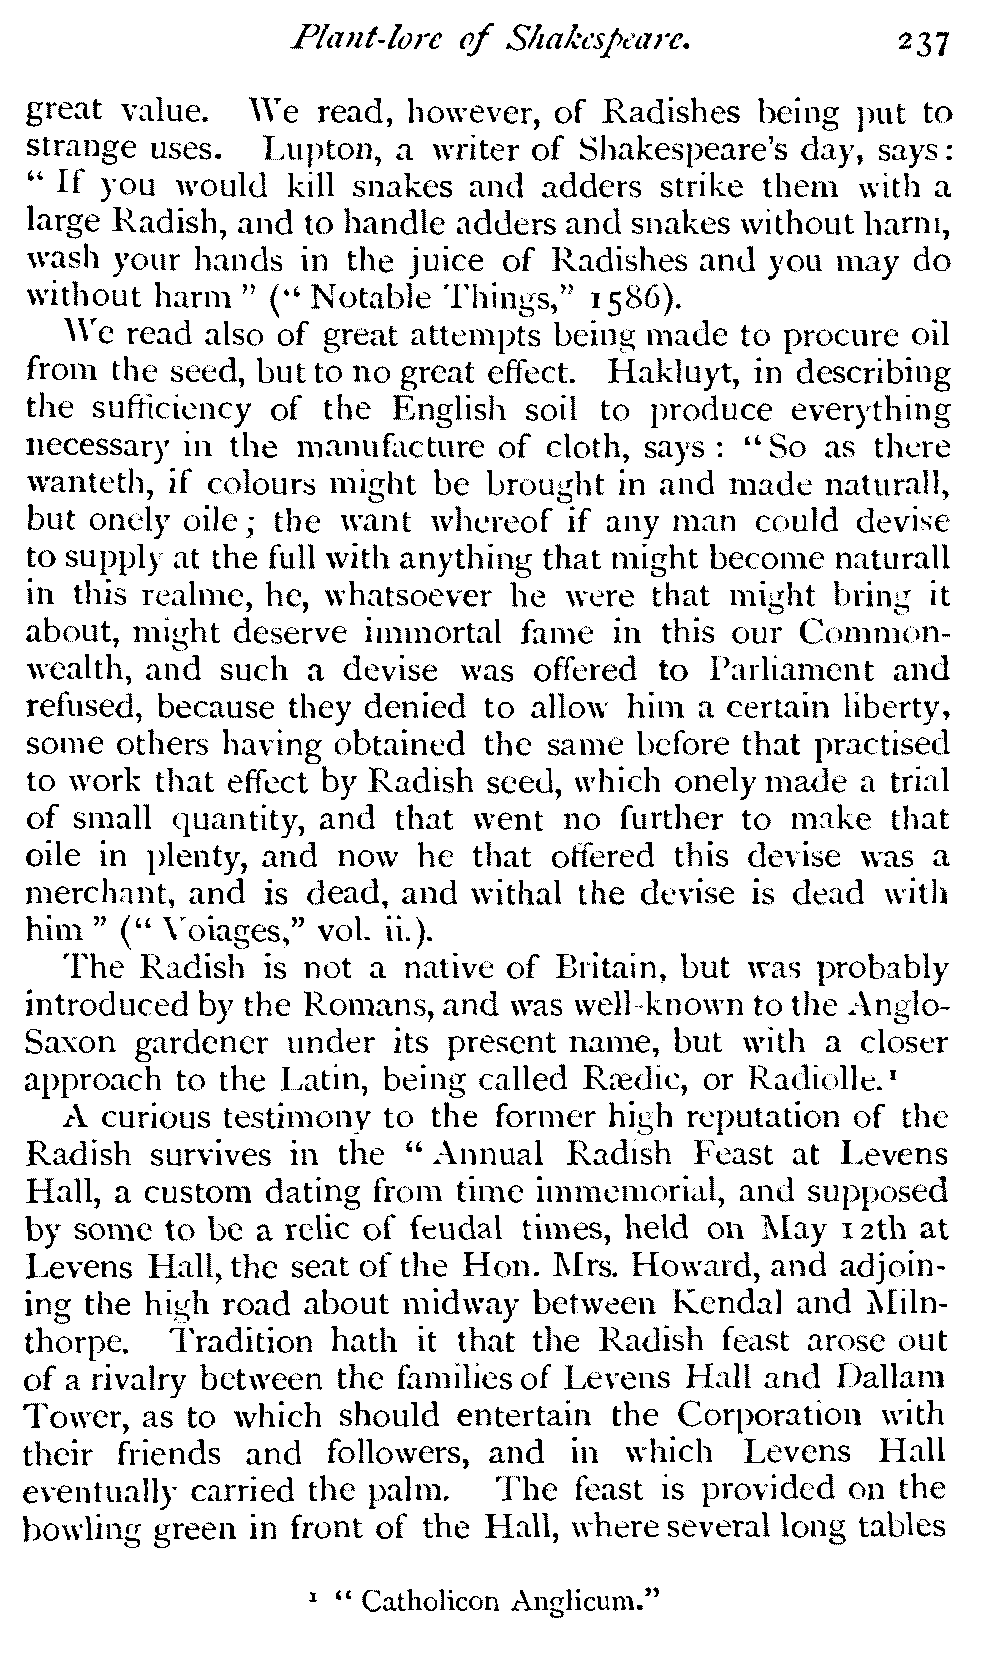 Plant-lore of Shakespeare. 237
great value. We read, however, of Radishes being put to
strange uses. Lupton, a writer of Shakespeare's day, says:
“ If you would kill snakes and adders strike them with a
large Radish, and to handle adders and snakes without harm,
wash your hands in the juice of Radishes and you may do
without harm ” (“ Notable Things,” 1586).
We read also of great attempts being made to procure oil
from the seed, but to no great effect. Hakluyt, in describing
the sufficiency of the English soil to produce everything
necessary in the manufacture of cloth, says : “ So as there
wanteth, if colours might be brought in and made naturall,
but onely oile ; the want whereof if any man could devise
to supply at the full with anything that might become naturall
in this realme, he, whatsoever he were that might bring it
about, might deserve immortal fame in this our Common-
wealth, and such a devise was offered to Parliament and
refused, because they denied to allow him a certain liberty,
some others having obtained the same before that practised
to work that effect by Radish seed, which onely made a trial
of small quantity, and that went no further to make that
oile in plenty, and now he that offered this devise was a
merchant, and is dead, and withal the devise is dead with
him ” (“ Voiages,” vol. ii.).
The Radish is not a native of Britain, but was probably
introduced by the Romans, and was well-known to the Anglo-
Saxon gardener under its present name, but with a closer
approach to the Latin, being called Rædic, or Radiolle.¹
A curious testimony to the former high reputation of the
Radish survives in the “ Annual Radish Feast at Levens
Hall, a custom dating from time immemorial, and supposed
by some to be a relic of feudal times, held on May 12th at
Levens Hall, the seat of the Hon. Mrs. Howard, and adjoin-
ing the high road about midway between Kendal and Miln-
thorpe. Tradition hath it that the Radish feast arose out
of a rivalry between the families of Levens Hall and Dallam
Tower, as to which should entertain the Corporation with
their friends and followers, and in which Levens Hall
eventually carried the palm. The feast is provided on the
bowling green in front of the Hall, where several long tables
¹ “ Catholicon Anglicum.”